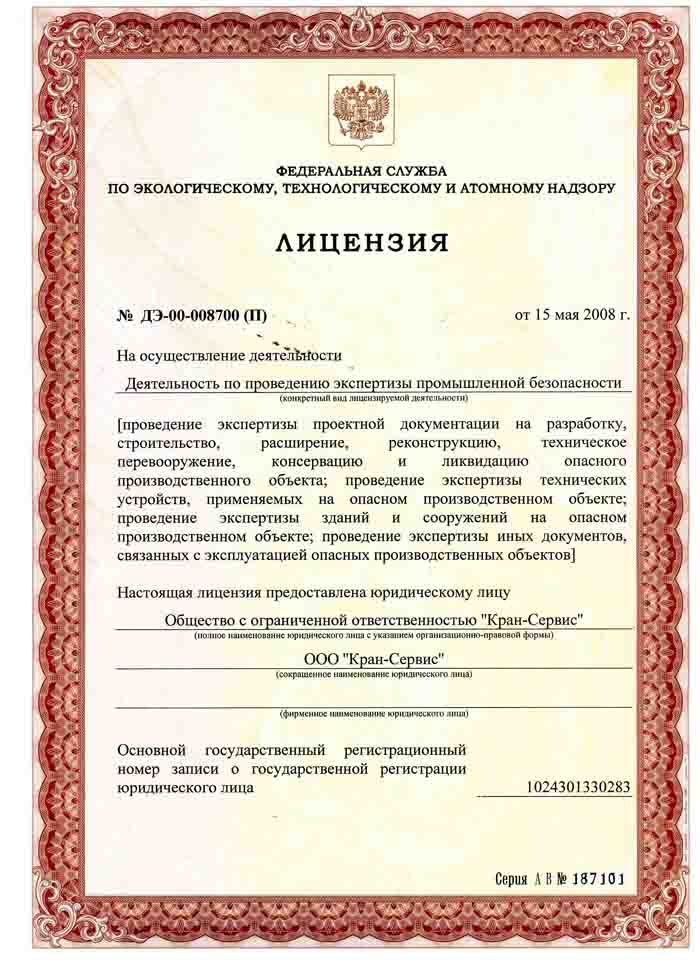 ФЕДЕРАЛЬНАЯ СЛУЖБА
ПО ЭКОЛОГИЧЕСКОМУ, ТЕХНОЛОГИЧЕСКОМУ И АТОМНОМУ НАДЗОРУ
ЛИЦЕНЗИЯ
№ ДЭ-00-008700 (П) от 15 мая 2008 г.
На осуществление деятельности
Деятельность по проведению экспертизы промышленной безопасности
(конкретный вид лицензируемой деятельности)
[проведение экспертизы проектной документации на разработку,
строительство, расширение, реконструкцию, техническое
перевооружение, консервацию и ликвидацию опасного
производственного объекта; проведение экспертизы технических
устройств, применяемых на опасном производственном объекте;
проведение экспертизы зданий и сооружений на опасном
производственном объекте; проведение экспертизы иных документов,
связанных с эксплуатацией опасных производственных объектов]
Настоящая лицензия предоставлена юридическому лицу
Общество с ограниченной ответственностью "Кран-Сервис"
(полное наименование юридического лица с указанием организационно-правовой формы)
ООО "Кран-Сервис"
(сокращенное наименование юридического лица)
(фирменное наименование юридического лица)
Основной государственный регистрационный
номер записи о государственной регистрации
юридического лица 1024301330283
Серия А В № 187101